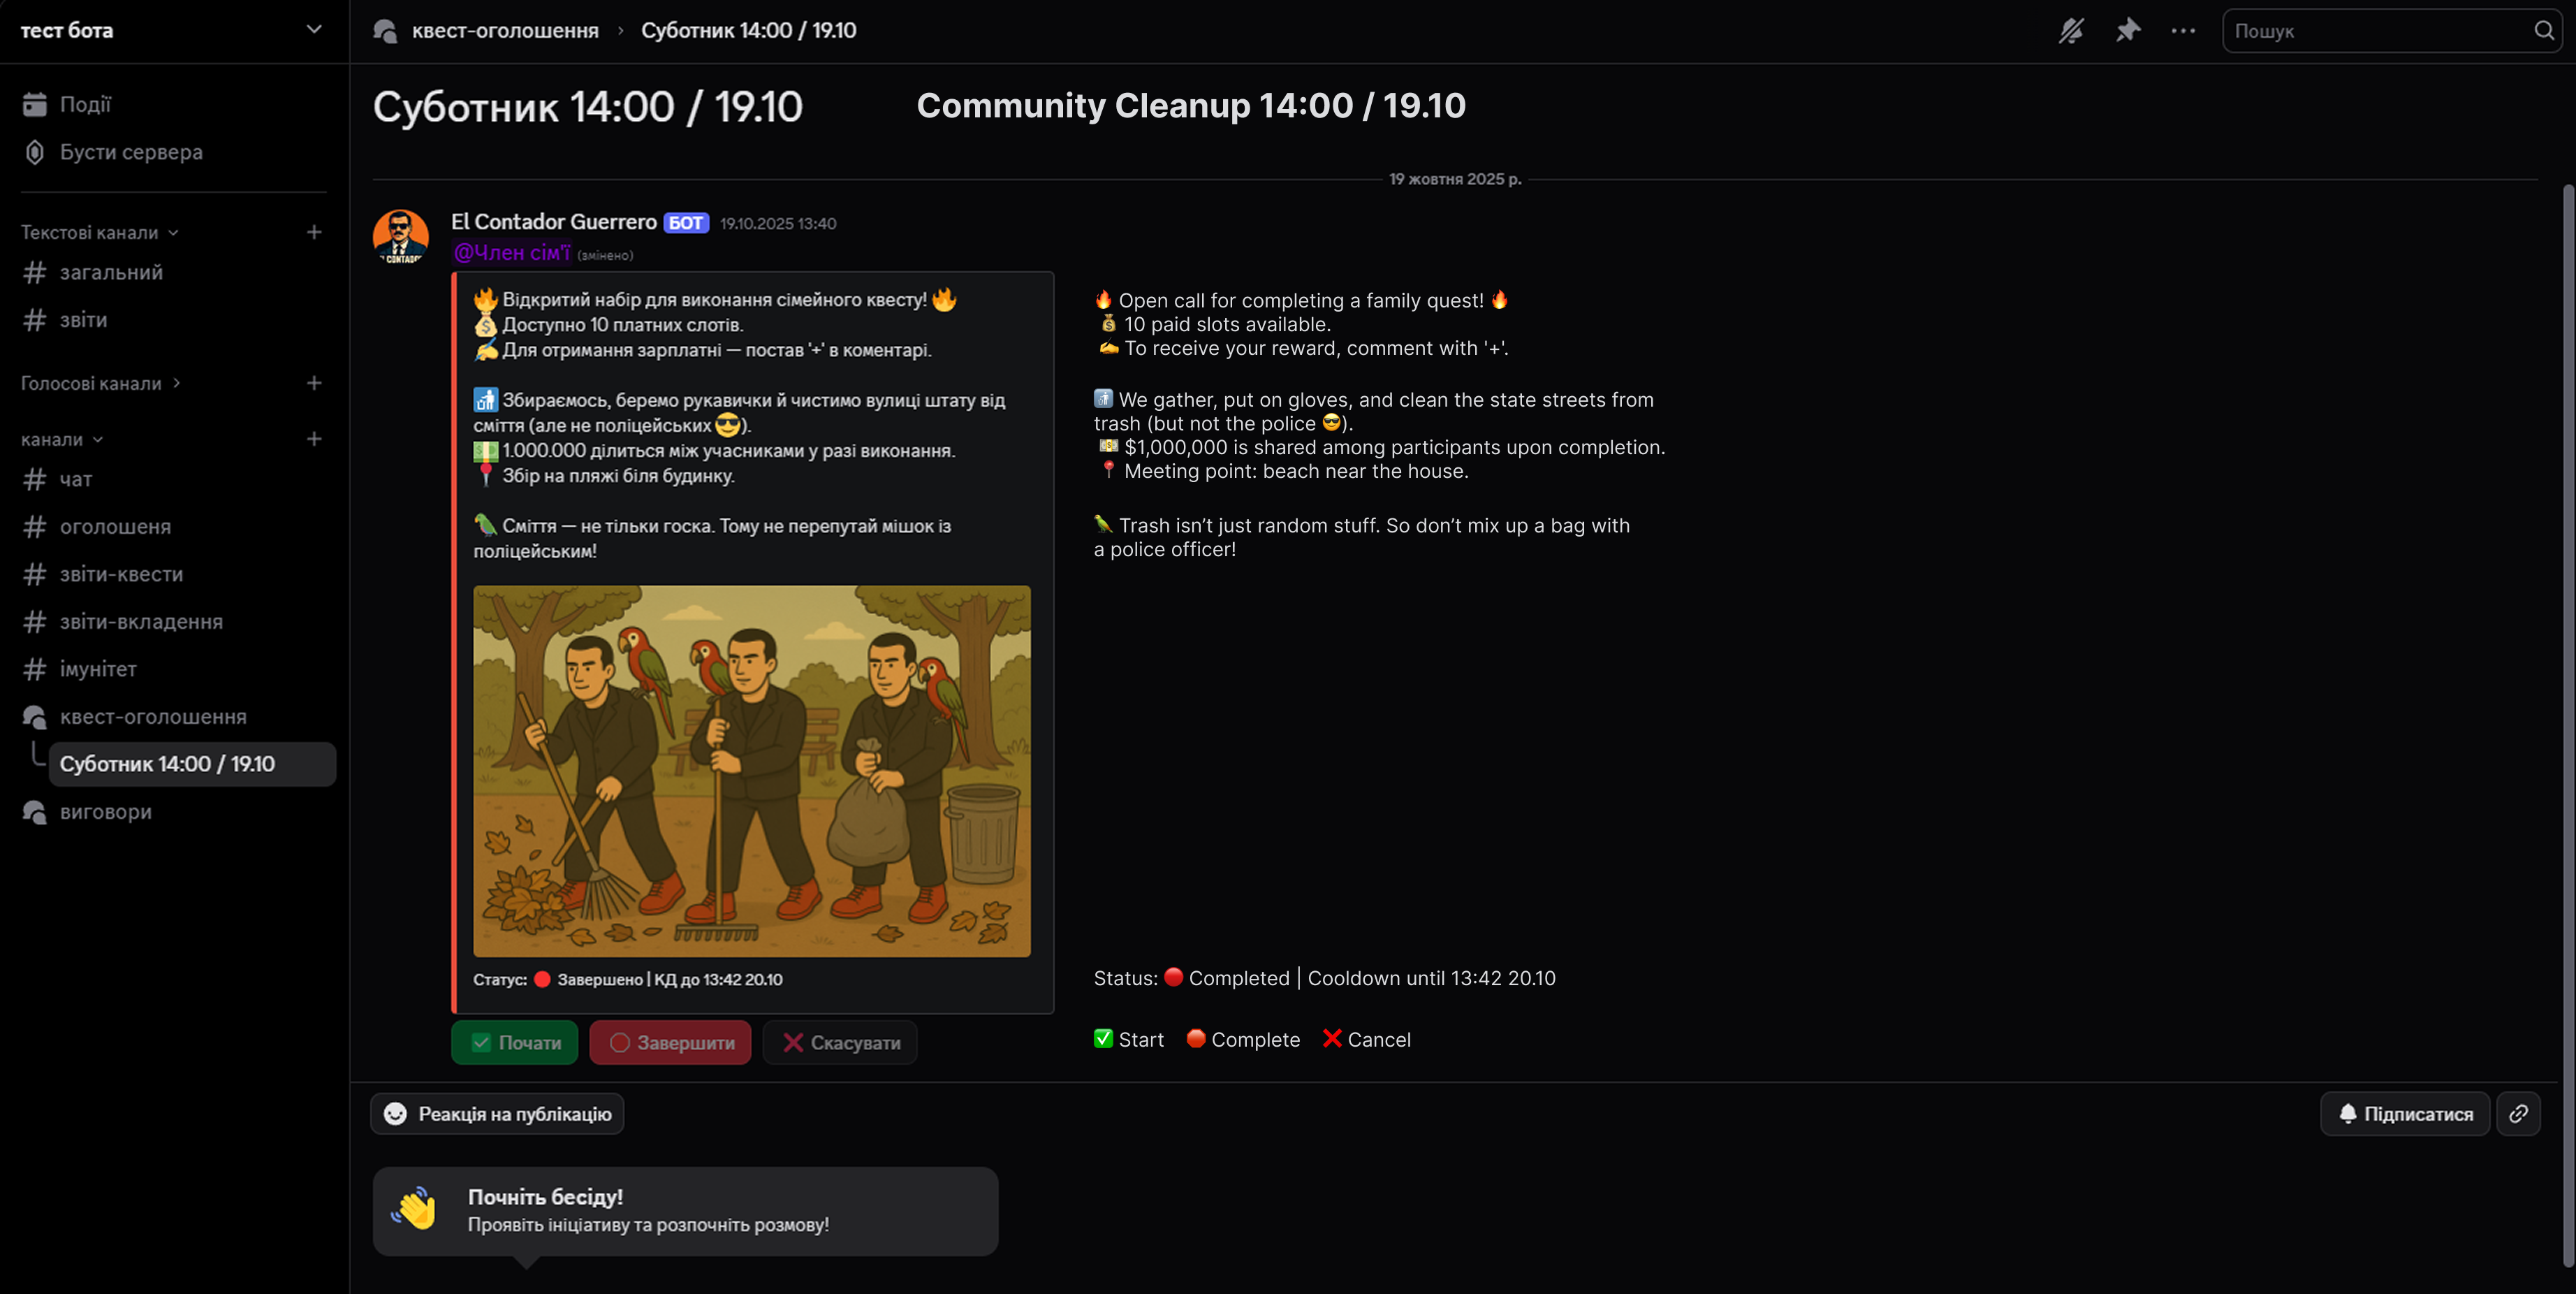 тест бота
квест-оголошення › Суботник 14:00 / 19.10
Пошук
Події
Бусти сервера
Текстові канали
загальний
звіти
Голосові канали
канали
чат
оголошеня
звіти-квести
звіти-вкладення
імунітет
квест-оголошення
Суботник 14:00 / 19.10
виговори
Суботник 14:00 / 19.10
Community Cleanup 14:00 / 19.10
19 жовтня 2025 р.
El Contador Guerrero БОТ 19.10.2025 13:40
@Член сім'ї (змінено)
🔥 Відкритий набір для виконання сімейного квесту! 🔥
💰 Доступно 10 платних слотів.
✍️ Для отримання зарплатні — постав '+' в коментарі.
🚮 Збираємось, беремо рукавички й чистимо вулиці штату від
сміття (але не поліцейських 😎).
💵 1.000.000 ділиться між учасниками у разі виконання.
📍 Збір на пляжі біля будинку.
🦜 Сміття — не тільки госка. Тому не перепутай мішок із
поліцейським!
Статус: 🔴 Завершено | КД до 13:42 20.10
✅ Почати
🛑 Завершити
❌ Скасувати
🔥 Open call for completing a family quest! 🔥
💰 10 paid slots available.
✍️ To receive your reward, comment with '+'.
🚮 We gather, put on gloves, and clean the state streets from
trash (but not the police 😎).
💵 $1,000,000 is shared among participants upon completion.
📍 Meeting point: beach near the house.
🦜 Trash isn’t just random stuff. So don’t mix up a bag with
a police officer!
Status: 🔴 Completed | Cooldown until 13:42 20.10
✅ Start 🛑 Complete ❌ Cancel
Реакція на публікацію
Підписатися
Почніть бесіду!
Проявіть ініціативу та розпочніть розмову!